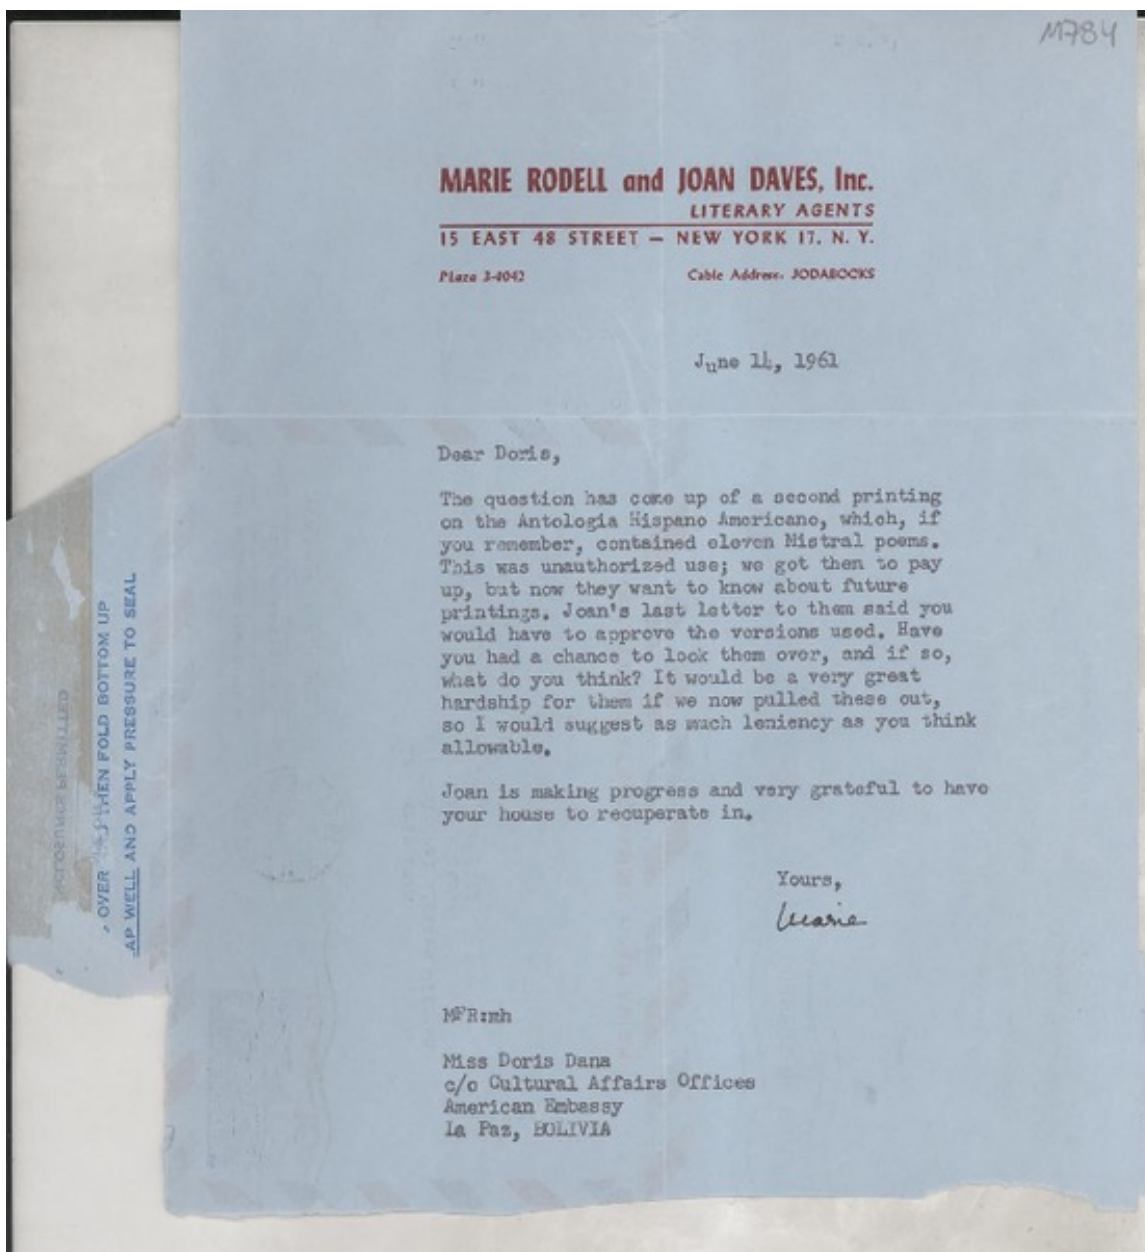 M784
MARIE RODELL and JOAN DAVES, Inc.
LITERARY AGENTS
15 EAST 48 STREET — NEW YORK 17, N. Y.
Plaza 3-4042 Cable Address: JODABOOKS
June 14, 1961
Dear Doris,
The question has come up of a second printing
on the Antologia Hispano Americano, which, if
you remember, contained eleven Mistral poems.
This was unauthorized use; we got then to pay
up, but now they want to know about future
printings. Joan's last letter to them said you
would have to approve the versions used. Have
you had a chance to look them over, and if so,
what do you think? It would be a very great
hardship for them if we now pulled these out,
so I would suggest as much leniency as you think
allowable.
Joan is making progress and very grateful to have
your house to recuperate in.
Yours,
Marie
MFR:mh
Miss Doris Dana
c/o Cultural Affairs Offices
American Embassy
La Paz, BOLIVIA
OVER THEN FOLD BOTTOM UP
AP WELL AND APPLY PRESSURE TO SEAL